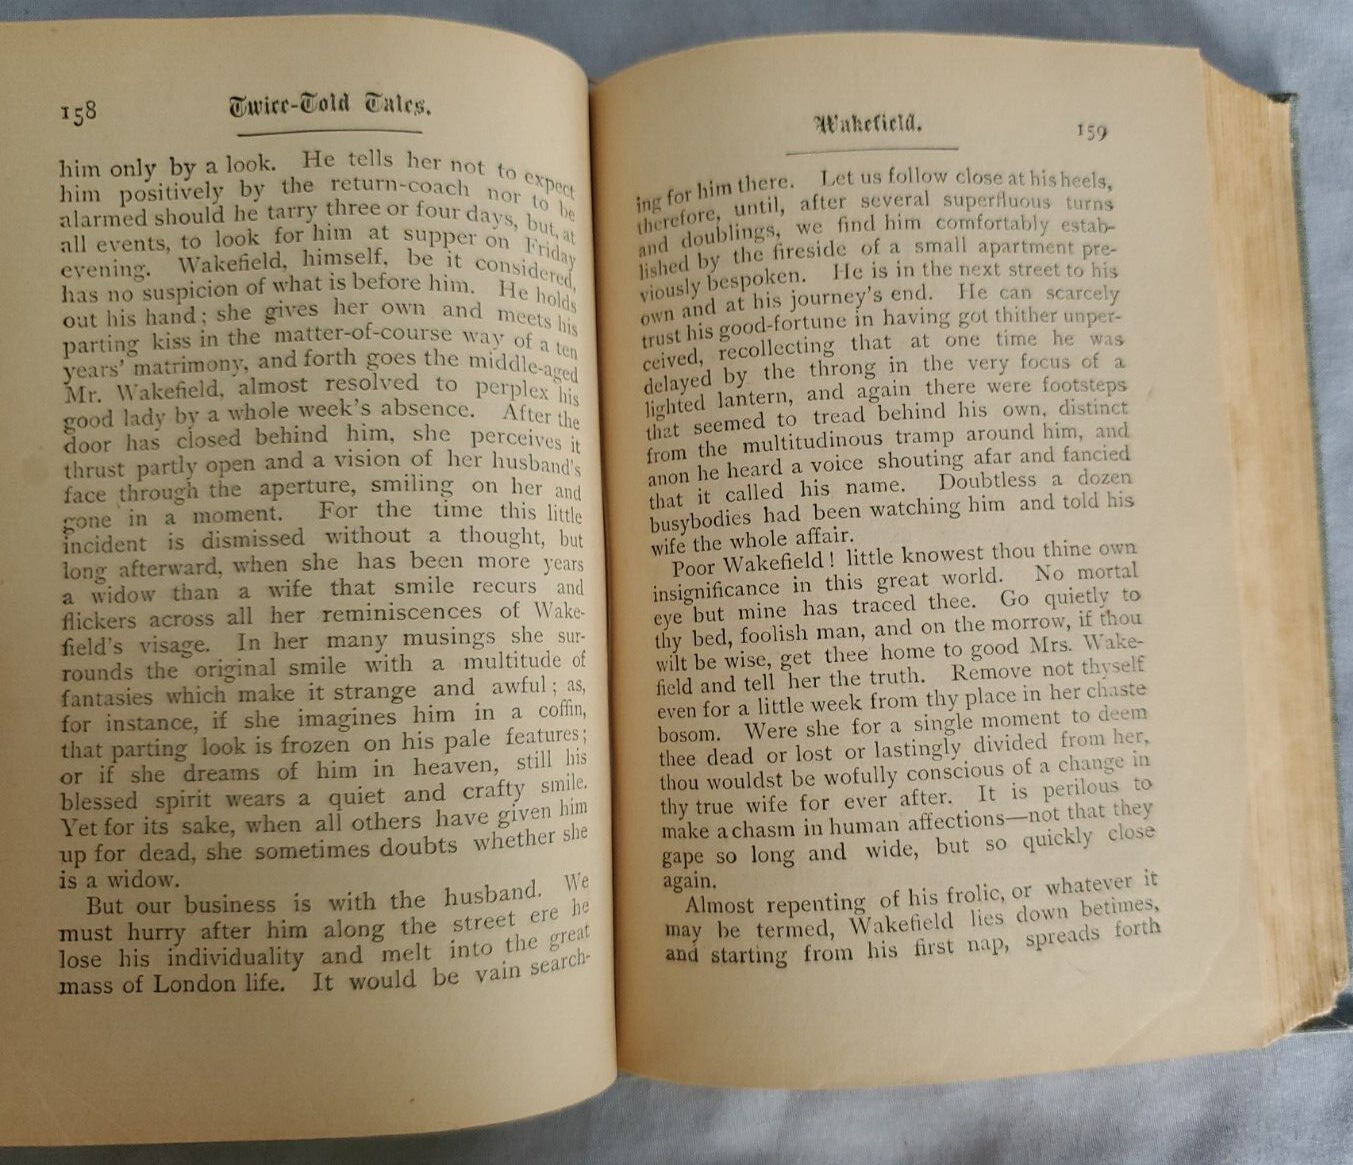 158 Twice-Told Tales.
him only by a look. He tells her not to expect
him positively by the return-coach nor to be
alarmed should he tarry three or four days, but, at
all events, to look for him at supper on Friday
evening. Wakefield, himself, be it considered,
has no suspicion of what is before him. He holds
out his hand; she gives her own and meets his
parting kiss in the matter-of-course way of a ten
years' matrimony, and forth goes the middle-aged
Mr. Wakefield, almost resolved to perplex his
good lady by a whole week's absence. After the
door has closed behind him, she perceives it
thrust partly open and a vision of her husband's
face through the aperture, smiling on her and
gone in a moment. For the time this little
incident is dismissed without a thought, but
long afterward, when she has been more years
a widow than a wife that smile recurs and
flickers across all her reminiscences of Wake-
field's visage. In her many musings she sur-
rounds the original smile with a multitude of
fantasies which make it strange and awful; as,
for instance, if she imagines him in a coffin,
that parting look is frozen on his pale features;
or if she dreams of him in heaven, still his
blessed spirit wears a quiet and crafty smile.
Yet for its sake, when all others have given him
up for dead, she sometimes doubts whether she
is a widow.
But our business is with the husband. We
must hurry after him along the street ere he
lose his individuality and melt into the great
mass of London life. It would be vain search-
Wakefield. 159
ing for him there. Let us follow close at his heels,
therefore, until, after several superfluous turns
and doublings, we find him comfortably estab-
lished by the fireside of a small apartment pre-
viously bespoken. He is in the next street to his
own and at his journey's end. He can scarcely
trust his good-fortune in having got thither unper-
ceived, recollecting that at one time he was
delayed by the throng in the very focus of a
lighted lantern, and again there were footsteps
that seemed to tread behind his own, distinct
from the multitudinous tramp around him, and
anon he heard a voice shouting afar and fancied
that it called his name. Doubtless a dozen
busybodies had been watching him and told his
wife the whole affair.
Poor Wakefield! little knowest thou thine own
insignificance in this great world. No mortal
eye but mine has traced thee. Go quietly to
thy bed, foolish man, and on the morrow, if thou
wilt be wise, get thee home to good Mrs. Wake-
field and tell her the truth. Remove not thyself
even for a little week from thy place in her chaste
bosom. Were she for a single moment to deem
thee dead or lost or lastingly divided from her,
thou wouldst be wofully conscious of a change in
thy true wife for ever after. It is perilous to
make a chasm in human affections—not that they
gape so long and wide, but so quickly close
again.
Almost repenting of his frolic, or whatever it
may be termed, Wakefield lies down betimes,
and starting from his first nap, spreads forth